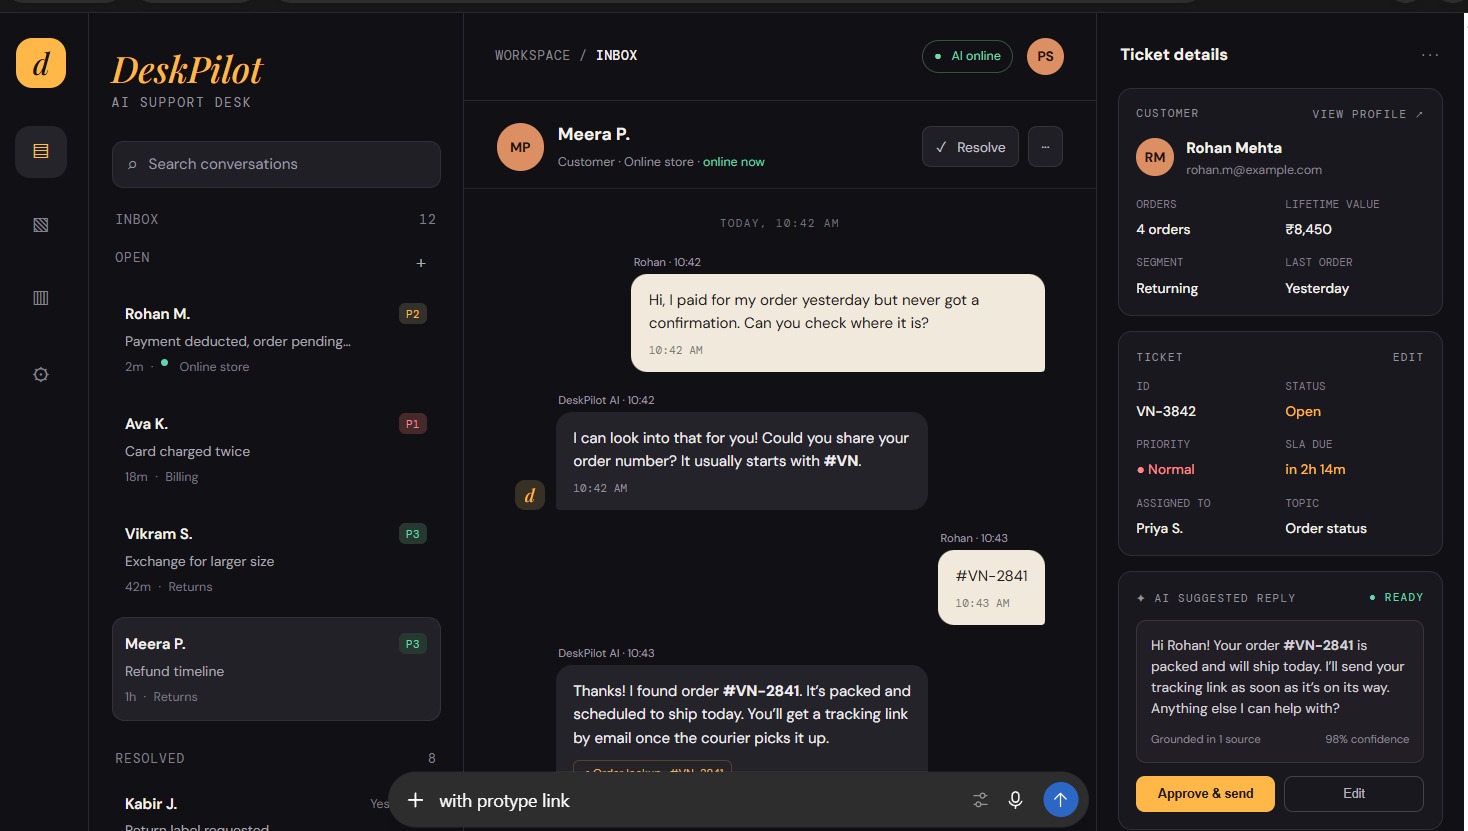 d
DeskPilot
AI SUPPORT DESK
Search conversations
INBOX 12
OPEN +
Rohan M. P2
Payment deducted, order pending…
2m · Online store
Ava K. P1
Card charged twice
18m · Billing
Vikram S. P3
Exchange for larger size
42m · Returns
Meera P. P3
Refund timeline
1h · Returns
RESOLVED 8
Kabir J. Yes
Return label requested
WORKSPACE / INBOX
AI online
PS
MP
Meera P.
Customer · Online store · online now
✓ Resolve
···
TODAY, 10:42 AM
Rohan · 10:42
Hi, I paid for my order yesterday but never got a
confirmation. Can you check where it is?
10:42 AM
DeskPilot AI · 10:42
I can look into that for you! Could you share your
order number? It usually starts with #VN.
10:42 AM
d
Rohan · 10:43
#VN-2841
10:43 AM
DeskPilot AI · 10:43
Thanks! I found order #VN-2841. It's packed and
scheduled to ship today. You'll get a tracking link
by email once the courier picks it up.
Order lookup · #VN-2841
+ with protype link
Ticket details ···
CUSTOMER VIEW PROFILE ↗
RM
Rohan Mehta
rohan.m@example.com
ORDERS LIFETIME VALUE
4 orders ₹8,450
SEGMENT LAST ORDER
Returning Yesterday
TICKET EDIT
ID STATUS
VN-3842 Open
PRIORITY SLA DUE
● Normal in 2h 14m
ASSIGNED TO TOPIC
Priya S. Order status
✦ AI SUGGESTED REPLY ● READY
Hi Rohan! Your order #VN-2841 is
packed and will ship today. I'll send your
tracking link as soon as it's on its way.
Anything else I can help with?
Grounded in 1 source 98% confidence
Approve & send Edit